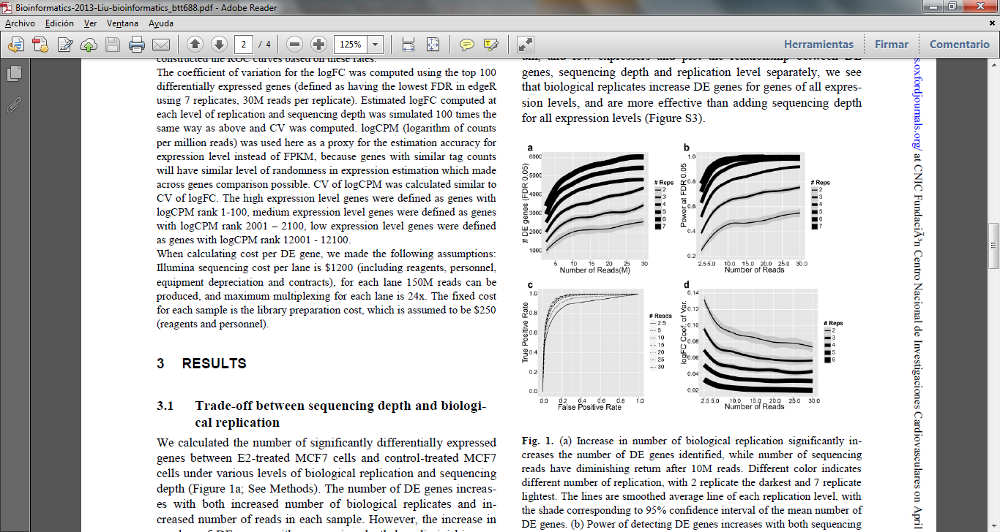 Bioinformatics-2013-Liu-bioinformatics_btt688.pdf - Adobe Reader
Archivo Edición Ver Ventana Ayuda
2 / 4 125% Herramientas Firmar Comentario
constructed the ROC curves based on these rates.
The coefficient of variation for the logFC was computed using the top 100
differentially expressed genes (defined as having the lowest FDR in edgeR
using 7 replicates, 30M reads per replicate). Estimated logFC computed at
each level of replication and sequencing depth was simulated 100 times the
same way as above and CV was computed. logCPM (logarithm of counts
per million reads) was used here as a proxy for the estimation accuracy for
expression level instead of FPKM, because genes with similar tag counts
will have similar level of randomness in expression estimation which made
across genes comparison possible. CV of logCPM was calculated similar to
CV of logFC. The high expression level genes were defined as genes with
logCPM rank 1-100, medium expression level genes were defined as genes
with logCPM rank 2001 – 2100, low expression level genes were defined
as genes with logCPM rank 12001 - 12100.
When calculating cost per DE gene, we made the following assumptions:
Illumina sequencing cost per lane is $1200 (including reagents, personnel,
equipment depreciation and contracts), for each lane 150M reads can be
produced, and maximum multiplexing for each lane is 24x. The fixed cost
for each sample is the library preparation cost, which is assumed to be $250
(reagents and personnel).
3 RESULTS
3.1 Trade-off between sequencing depth and biologi-
cal replication
We calculated the number of significantly differentially expressed
genes between E2-treated MCF7 cells and control-treated MCF7
cells under various levels of biological replication and sequencing
depth (Figure 1a; See Methods). The number of DE genes increas-
es with both increased number of biological replicates and in-
creased number of reads in each sample. However, the increase in
um, and low expressers and plot the relationship between DE
genes, sequencing depth and replication level separately, we see
that biological replicates increase DE genes for genes of all expres-
sion levels, and are more effective than adding sequencing depth
for all expression levels (Figure S3).
a
# DE genes (FDR 0.05)
6000
5000
4000
3000
2000
1000
5 10 15 20 25 30
Number of Reads(M)
# Reps
2
3
4
5
6
7
b
Power at FDR 0.05
1.0
0.8
0.6
0.4
0.2
2.5 5.0 10.0 15.0 20.0 25.0 30.0
Number of Reads
# Reps
2
3
4
5
6
7
c
True Positive Rate
1.0
0.8
0.6
0.4
0.2
0.0
0.0 0.2 0.4 0.6 0.8 1.0
False Positive Rate
# Reads
2.5
5
10
15
20
25
30
d
logFC Coef. of Var.
0.14
0.12
0.10
0.08
0.06
0.04
0.02
2.5 5.0 10.0 15.0 20.0 25.0 30.0
Number of Reads
# Reps
2
3
4
5
6
Fig. 1. (a) Increase in number of biological replication significantly in-
creases the number of DE genes identified, while number of sequencing
reads have diminishing return after 10M reads. Different color indicates
different number of replication, with 2 replicate the darkest and 7 replicate
lightest. The lines are smoothed average line of each replication level, with
the shade corresponding to 95% confidence interval of the mean number of
DE genes. (b) Power of detecting DE genes increases with both sequencing
s.oxfordjournals.org/ at CNIC FundaciÃ³n Centro Nacional de Investigaciones Cardiovasculares on April